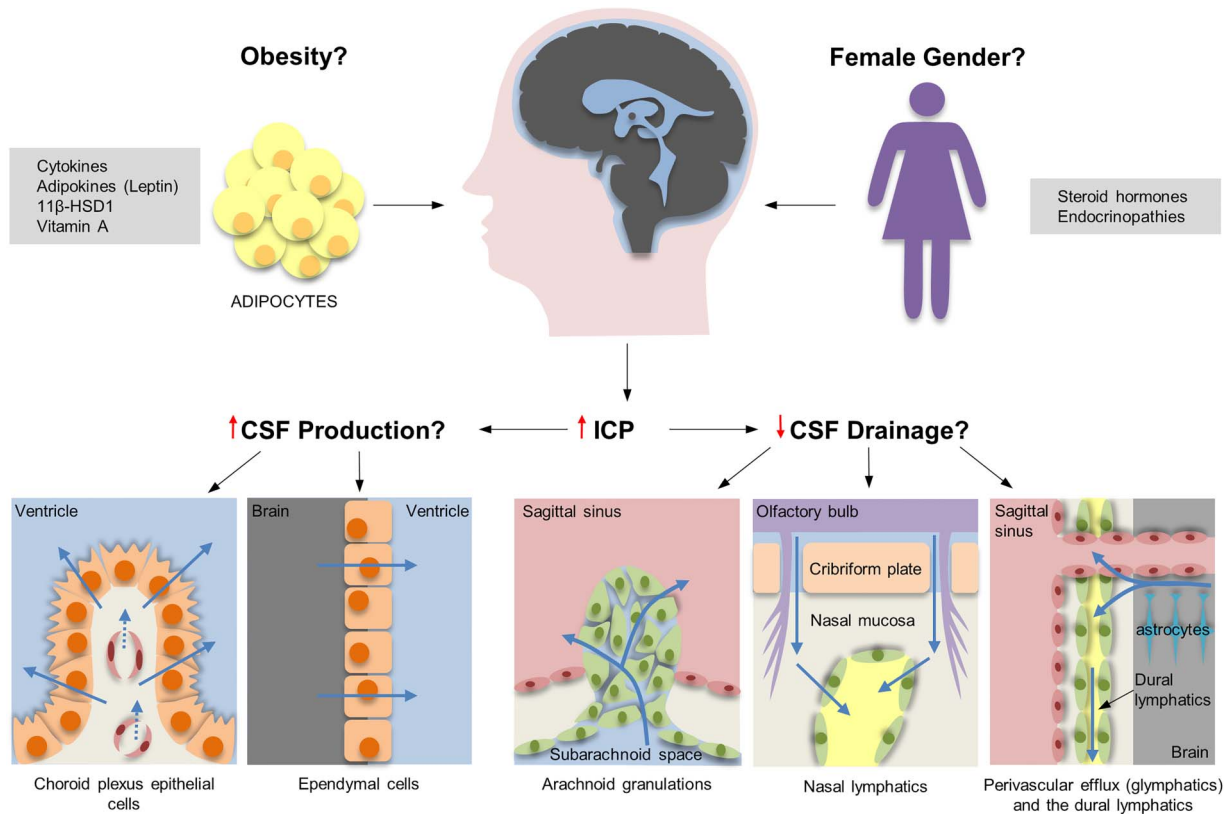 Obesity?
Female Gender?
Cytokines
Adipokines (Leptin)
11β-HSD1
Vitamin A
ADIPOCYTES
Steroid hormones
Endocrinopathies
↑CSF Production?
↑ICP
↓CSF Drainage?
Ventricle
Choroid plexus epithelial
cells
Brain
Ventricle
Ependymal cells
Sagittal sinus
Subarachnoid space
Arachnoid granulations
Olfactory bulb
Cribriform plate
Nasal mucosa
Nasal lymphatics
Sagittal
sinus
astrocytes
Dural
lymphatics
Brain
Perivascular efflux (glymphatics)
and the dural lymphatics